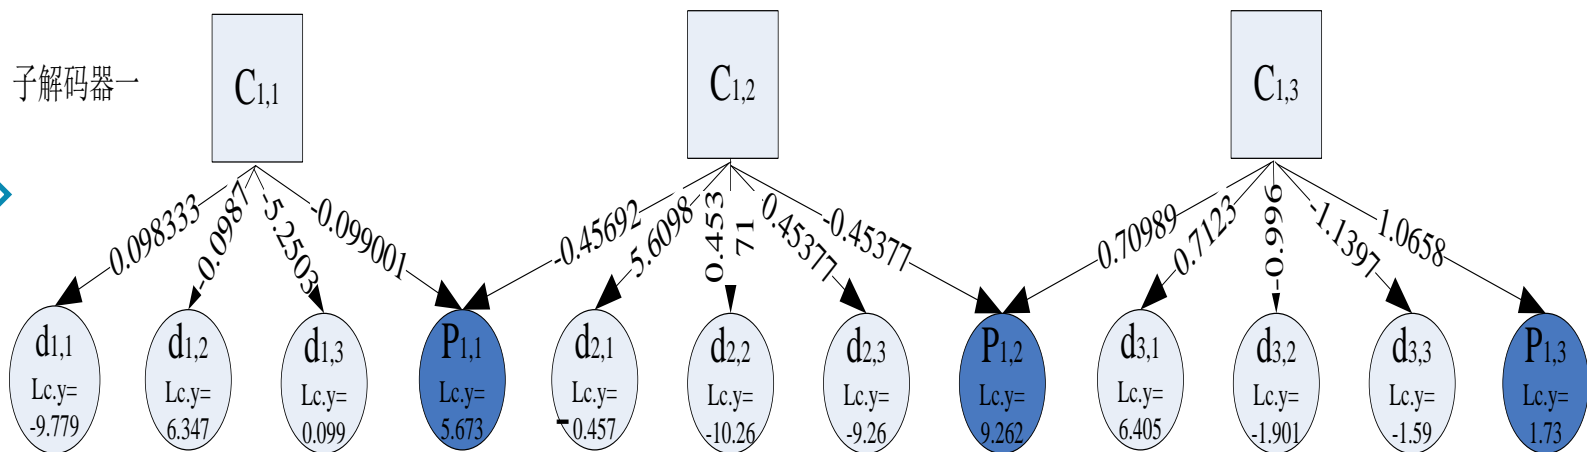 子解码器一
C1,1
C1,2
C1,3
0.098333
-0.0987
-5.2503
-0.099001
-0.45692
5.6098
0.453
71
0.45377
-0.45377
0.70989
0.7123
-0.996
-1.1397
1.0658
d1,1
Lc.y=
-9.779
d1,2
Lc.y=
6.347
d1,3
Lc.y=
0.099
P1,1
Lc.y=
5.673
d2,1
Lc.y=
-0.457
d2,2
Lc.y=
-10.26
d2,3
Lc.y=
-9.26
P1,2
Lc.y=
9.262
d3,1
Lc.y=
6.405
d3,2
Lc.y=
-1.901
d3,3
Lc.y=
-1.59
P1,3
Lc.y=
1.73